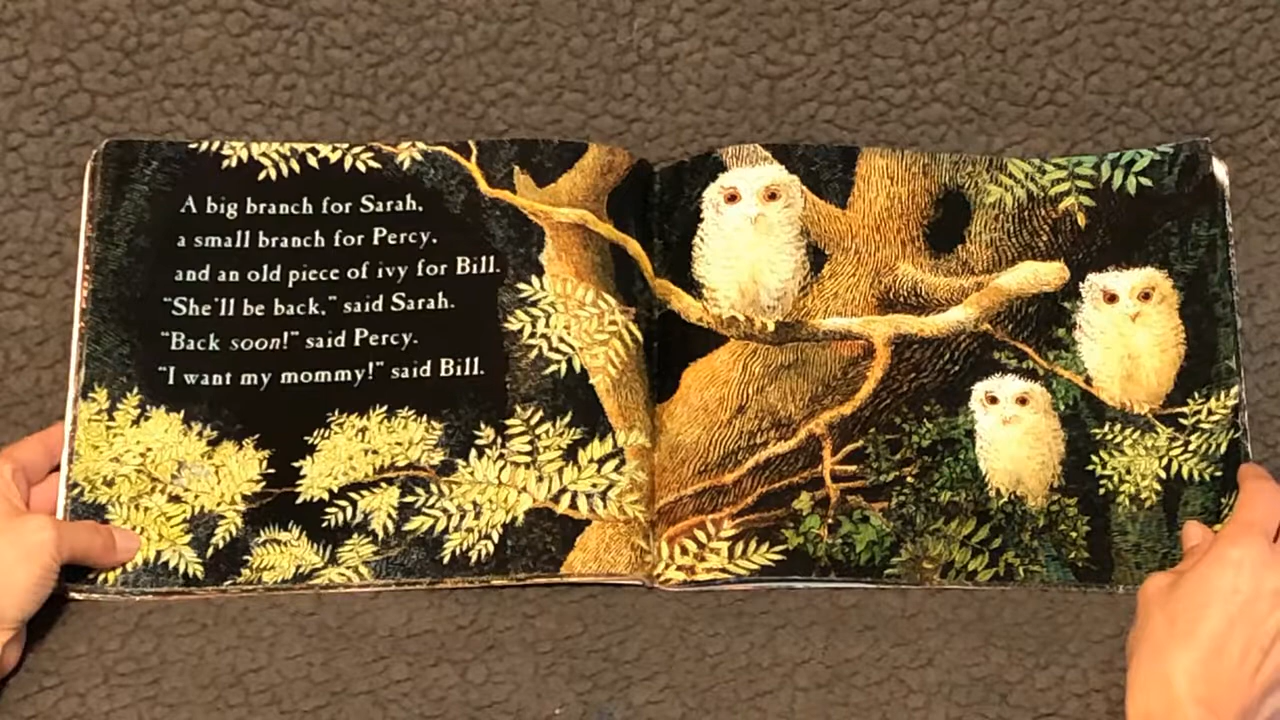 A big branch for Sarah,
a small branch for Percy,
and an old piece of ivy for Bill.
“She’ll be back,” said Sarah.
“Back soon!” said Percy.
“I want my mommy!” said Bill.